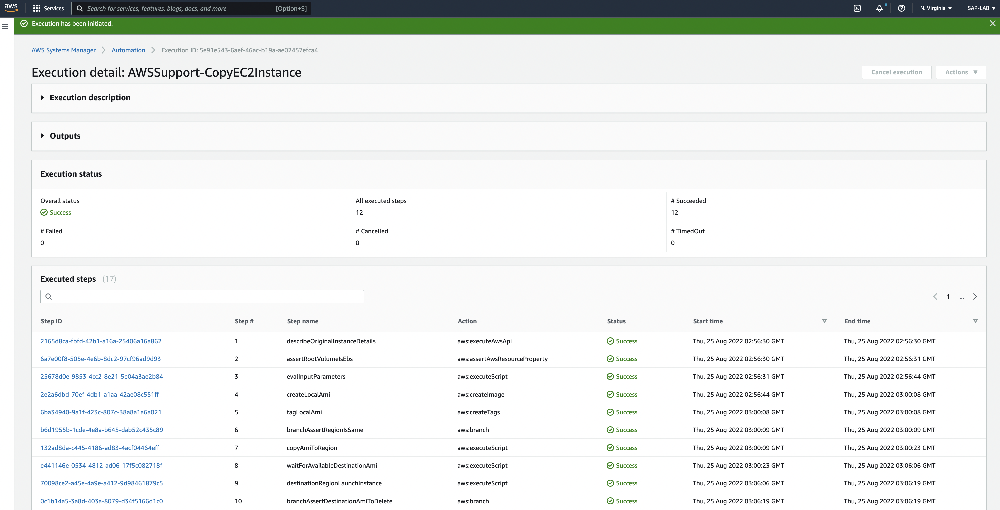 aws Services Search for services, features, blogs, docs, and more [Option+S] N. Virginia SAP-LAB
Execution has been initiated.
AWS Systems Manager Automation Execution ID: 5e91e543-6aef-46ac-b19a-ae02457efca4
Execution detail: AWSSupport-CopyEC2Instance Cancel execution Actions
Execution description
Outputs
Execution status
Overall status All executed steps # Succeeded
Success 12 12
# Failed # Cancelled # TimedOut
0 0 0
Executed steps (17)
1 ...
Step ID Step # Step name Action Status Start time End time
2165d8ca-fbfd-42b1-a16a-25406a16a862 1 describeOriginalInstanceDetails aws:executeAwsApi Success Thu, 25 Aug 2022 02:56:30 GMT Thu, 25 Aug 2022 02:56:30 GMT
6a7e00f8-505e-4e6b-8dc2-97cf96ad9d93 2 assertRootVolumeIsEbs aws:assertAwsResourceProperty Success Thu, 25 Aug 2022 02:56:30 GMT Thu, 25 Aug 2022 02:56:31 GMT
25678d0e-9853-4cc2-8e21-5e04a3ae2b84 3 evalInputParameters aws:executeScript Success Thu, 25 Aug 2022 02:56:31 GMT Thu, 25 Aug 2022 02:56:44 GMT
2e2a6dbd-70ef-4db1-a1aa-42ae08c551ff 4 createLocalAmi aws:createImage Success Thu, 25 Aug 2022 02:56:44 GMT Thu, 25 Aug 2022 03:00:08 GMT
6ba34940-9a1f-423c-807c-38a8a1a6a021 5 tagLocalAmi aws:createTags Success Thu, 25 Aug 2022 03:00:08 GMT Thu, 25 Aug 2022 03:00:08 GMT
b6d1955b-1cde-4e8a-b645-dab52c435c89 6 branchAssertRegionIsSame aws:branch Success Thu, 25 Aug 2022 03:00:09 GMT Thu, 25 Aug 2022 03:00:09 GMT
132ad8da-c445-4186-ad83-4acf04464eff 7 copyAmiToRegion aws:executeScript Success Thu, 25 Aug 2022 03:00:09 GMT Thu, 25 Aug 2022 03:00:23 GMT
e441146e-0534-4812-ad06-17f5c082718f 8 waitForAvailableDestinationAmi aws:executeScript Success Thu, 25 Aug 2022 03:00:23 GMT Thu, 25 Aug 2022 03:06:06 GMT
70098ce2-a45e-4a9e-a412-9d98461879c5 9 destinationRegionLaunchInstance aws:executeScript Success Thu, 25 Aug 2022 03:06:06 GMT Thu, 25 Aug 2022 03:06:19 GMT
0c1b14a5-3a8d-403a-8079-d34f5166d1c0 10 branchAssertDestinationAmiToDelete aws:branch Success Thu, 25 Aug 2022 03:06:19 GMT Thu, 25 Aug 2022 03:06:19 GMT